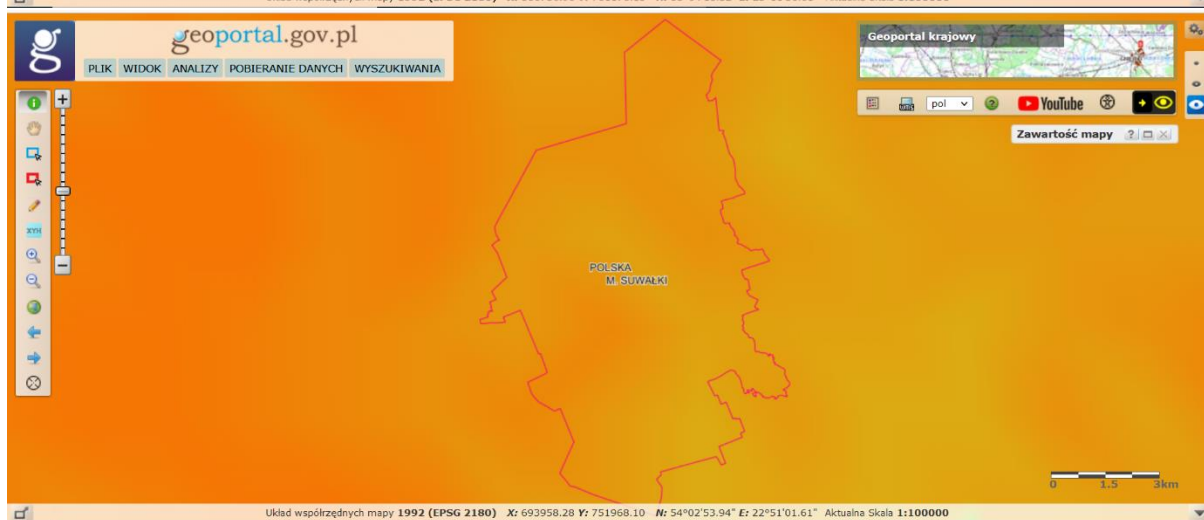 geoportal.gov.pl
Geoportal krajowy
PLIK WIDOK ANALIZY POBIERANIE DANYCH WYSZUKIWANIA
pol
YouTube
Zawartość mapy
XYH
POLSKA
M. SUWAŁKI
0 1.5 3km
Układ współrzędnych mapy 1992 (EPSG 2180) X: 693958.28 Y: 751968.10 N: 54°02'53.94" E: 22°51'01.61" Aktualna Skala 1:100000